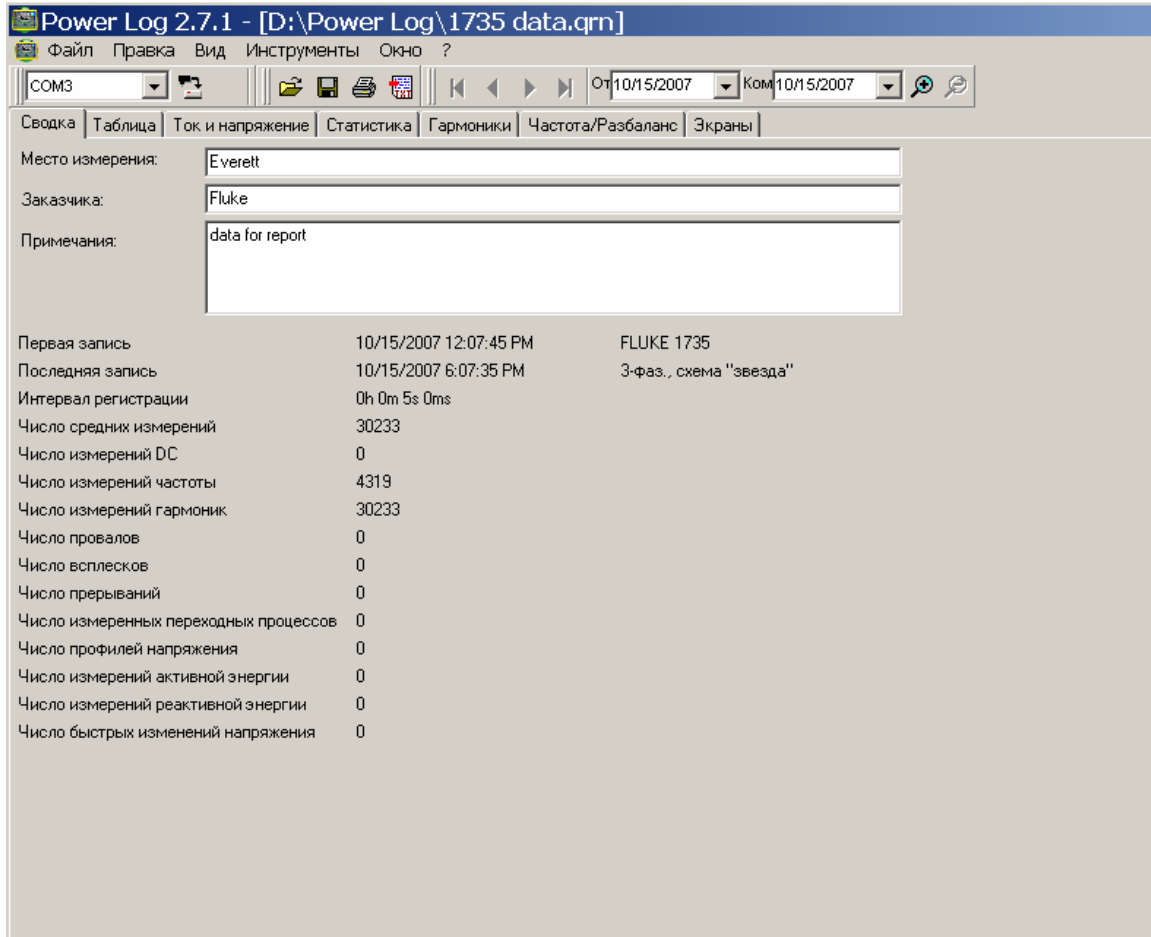 Power Log 2.7.1 - [D:\Power Log\1735 data.qrn]
Файл Правка Вид Инструменты Окно ?
COM3 От 10/15/2007 Ком 10/15/2007
Сводка Таблица Ток и напряжение Статистика Гармоники Частота/Разбаланс Экраны
Место измерения: Everett
Заказчика: Fluke
Примечания: data for report
Первая запись 10/15/2007 12:07:45 PM FLUKE 1735
Последняя запись 10/15/2007 6:07:35 PM 3-фаз., схема "звезда"
Интервал регистрации 0h 0m 5s 0ms
Число средних измерений 30233
Число измерений DC 0
Число измерений частоты 4319
Число измерений гармоник 30233
Число провалов 0
Число всплесков 0
Число прерываний 0
Число измеренных переходных процессов 0
Число профилей напряжения 0
Число измерений активной энергии 0
Число измерений реактивной энергии 0
Число быстрых изменений напряжения 0